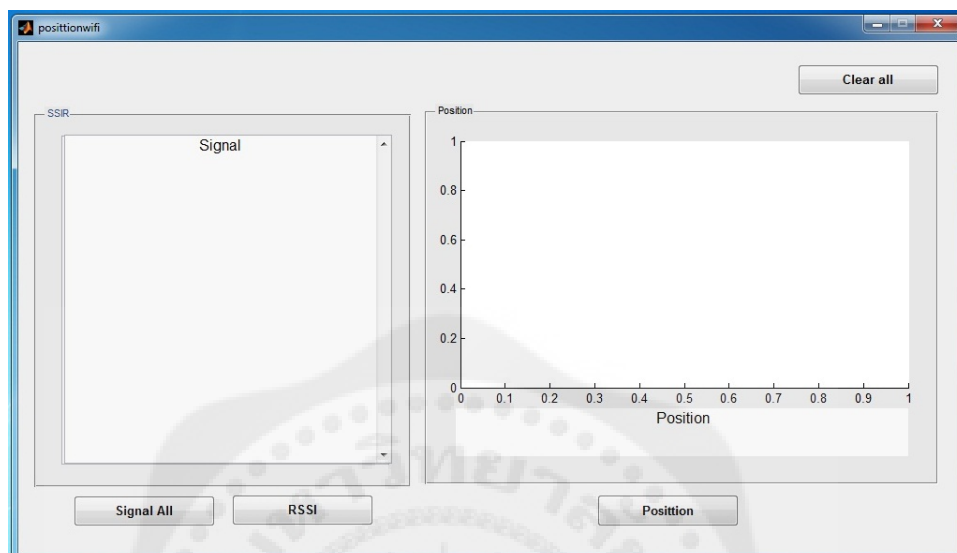 posittionwifi
Clear all
SSIR
Signal
Position
1
0.8
0.6
0.4
0.2
0
0 0.1 0.2 0.3 0.4 0.5 0.6 0.7 0.8 0.9 1
Position
Signal All
RSSI
Posittion